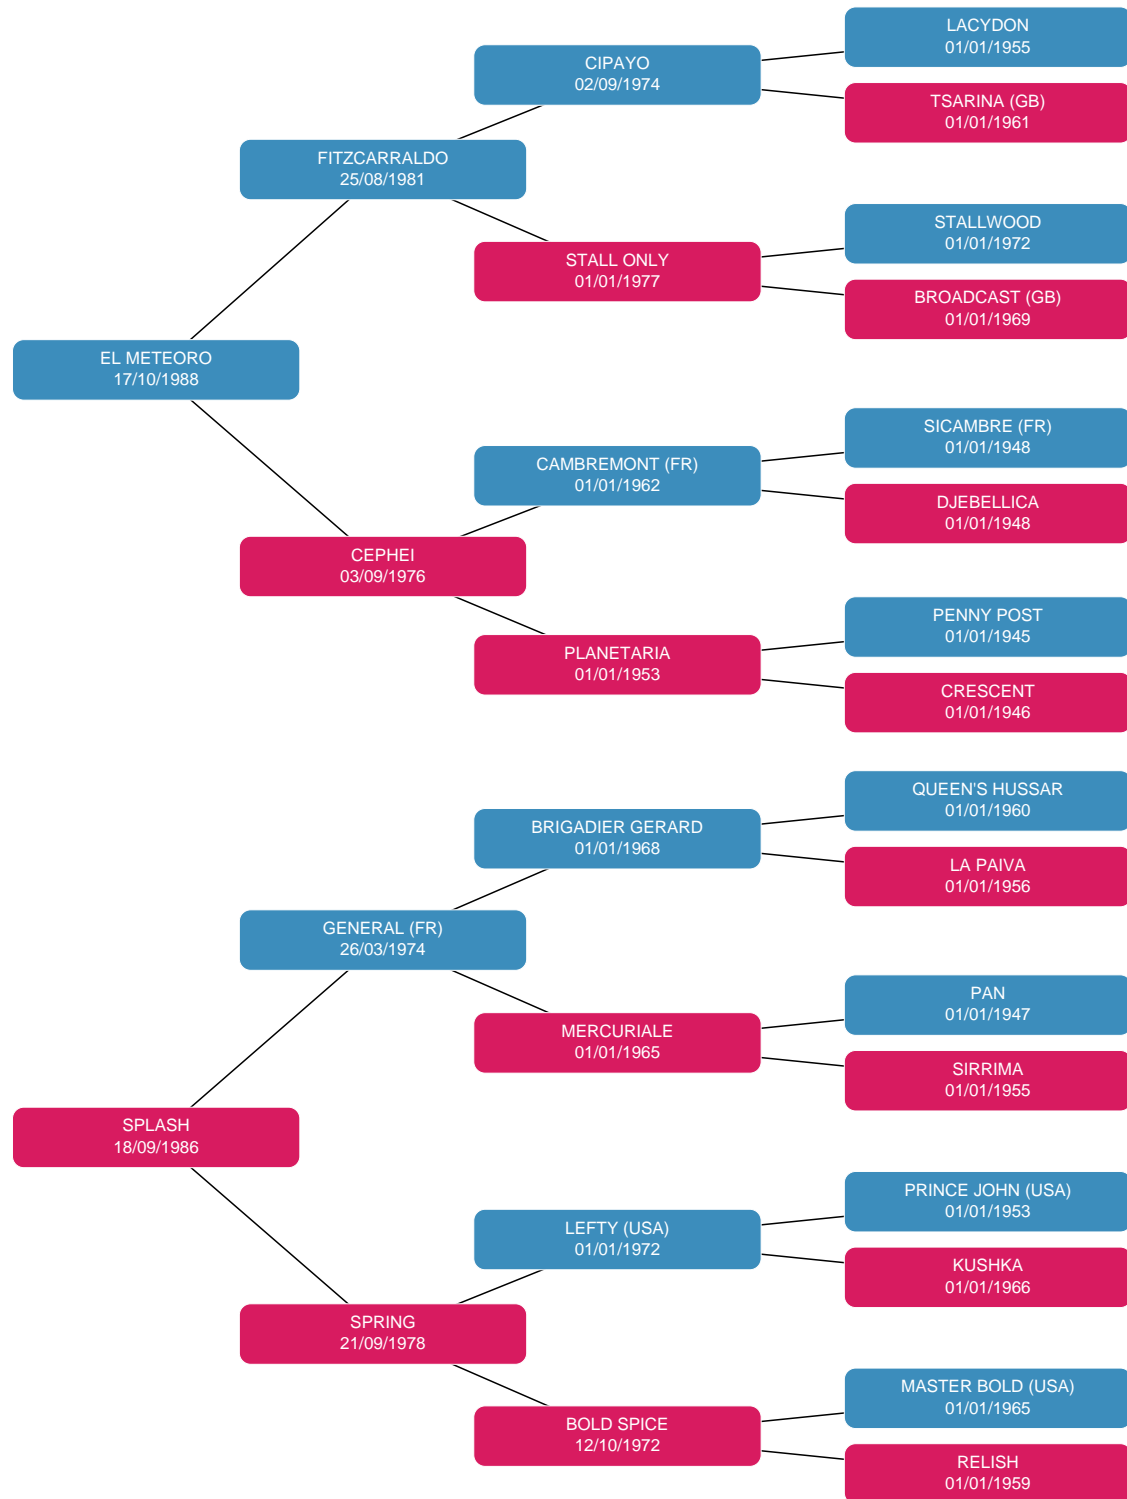 LACYDON
01/01/1955
CIPAYO
02/09/1974
TSARINA (GB)
01/01/1961
FITZCARRALDO
25/08/1981
STALLWOOD
01/01/1972
STALL ONLY
01/01/1977
BROADCAST (GB)
01/01/1969
EL METEORO
17/10/1988
SICAMBRE (FR)
01/01/1948
CAMBREMONT (FR)
01/01/1962
DJEBELLICA
01/01/1948
CEPHEI
03/09/1976
PENNY POST
01/01/1945
PLANETARIA
01/01/1953
CRESCENT
01/01/1946
QUEEN'S HUSSAR
01/01/1960
BRIGADIER GERARD
01/01/1968
LA PAIVA
01/01/1956
GENERAL (FR)
26/03/1974
PAN
01/01/1947
MERCURIALE
01/01/1965
SIRRIMA
01/01/1955
SPLASH
18/09/1986
PRINCE JOHN (USA)
01/01/1953
LEFTY (USA)
01/01/1972
KUSHKA
01/01/1966
SPRING
21/09/1978
MASTER BOLD (USA)
01/01/1965
BOLD SPICE
12/10/1972
RELISH
01/01/1959